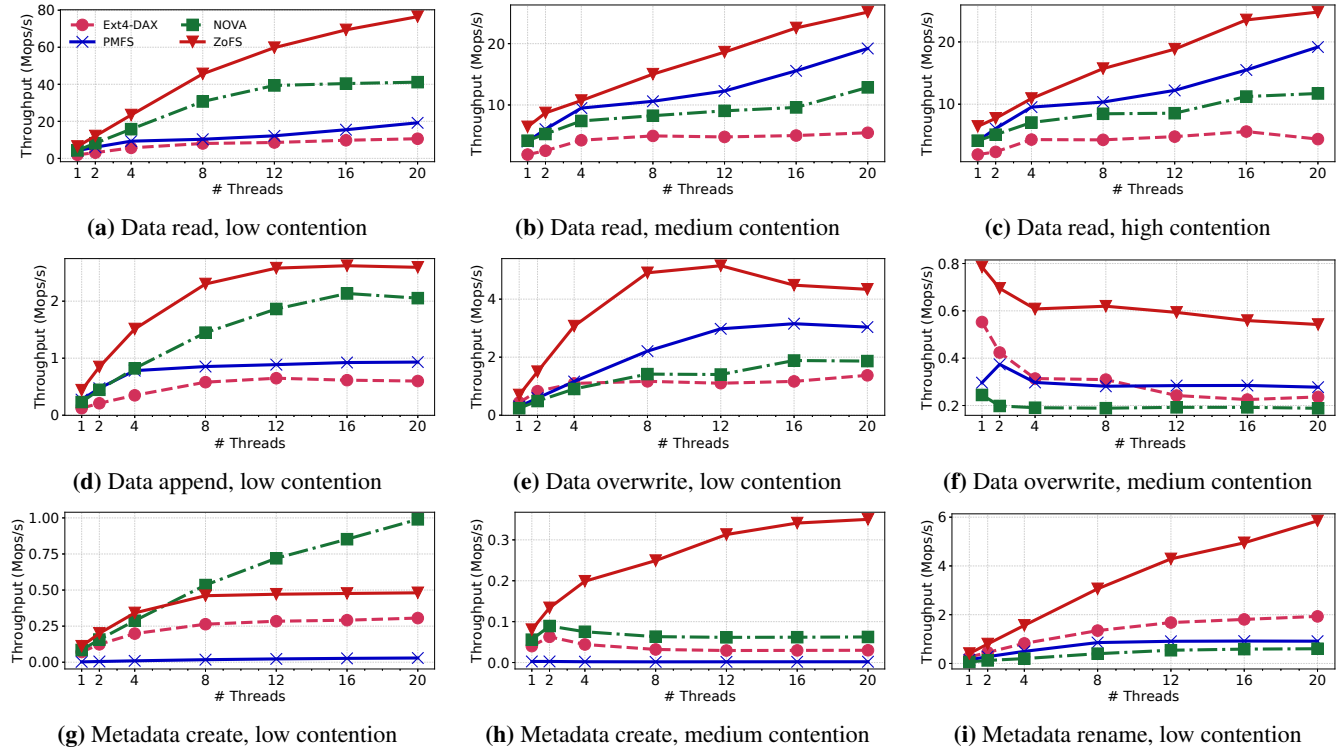 Throughput (Mops/s)
80
60
40
20
0
Ext4-DAX
PMFS
NOVA
ZoFS
1 2 4 8 12 16 20
# Threads
(a) Data read, low contention
Throughput (Mops/s)
20
10
1 2 4 8 12 16 20
# Threads
(b) Data read, medium contention
Throughput (Mops/s)
20
10
1 2 4 8 12 16 20
# Threads
(c) Data read, high contention
Throughput (Mops/s)
2
1
0
1 2 4 8 12 16 20
# Threads
(d) Data append, low contention
Throughput (Mops/s)
4
2
0
1 2 4 8 12 16 20
# Threads
(e) Data overwrite, low contention
Throughput (Mops/s)
0.8
0.6
0.4
0.2
1 2 4 8 12 16 20
# Threads
(f) Data overwrite, medium contention
Throughput (Mops/s)
1.00
0.75
0.50
0.25
0.00
1 2 4 8 12 16 20
# Threads
(g) Metadata create, low contention
Throughput (Mops/s)
0.3
0.2
0.1
0.0
1 2 4 8 12 16 20
# Threads
(h) Metadata create, medium contention
Throughput (Mops/s)
6
4
2
0
1 2 4 8 12 16 20
# Threads
(i) Metadata rename, low contention